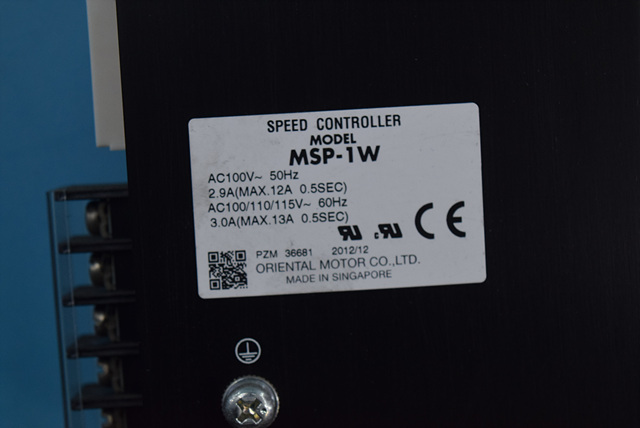 SPEED CONTROLLER
MODEL
MSP-1W
AC100V~ 50Hz
2.9A(MAX.12A 0.5SEC)
AC100/110/115V~ 60Hz
3.0A(MAX.13A 0.5SEC)
c
CE
PZM 36681 2012/12
ORIENTAL MOTOR CO.,LTD.
MADE IN SINGAPORE